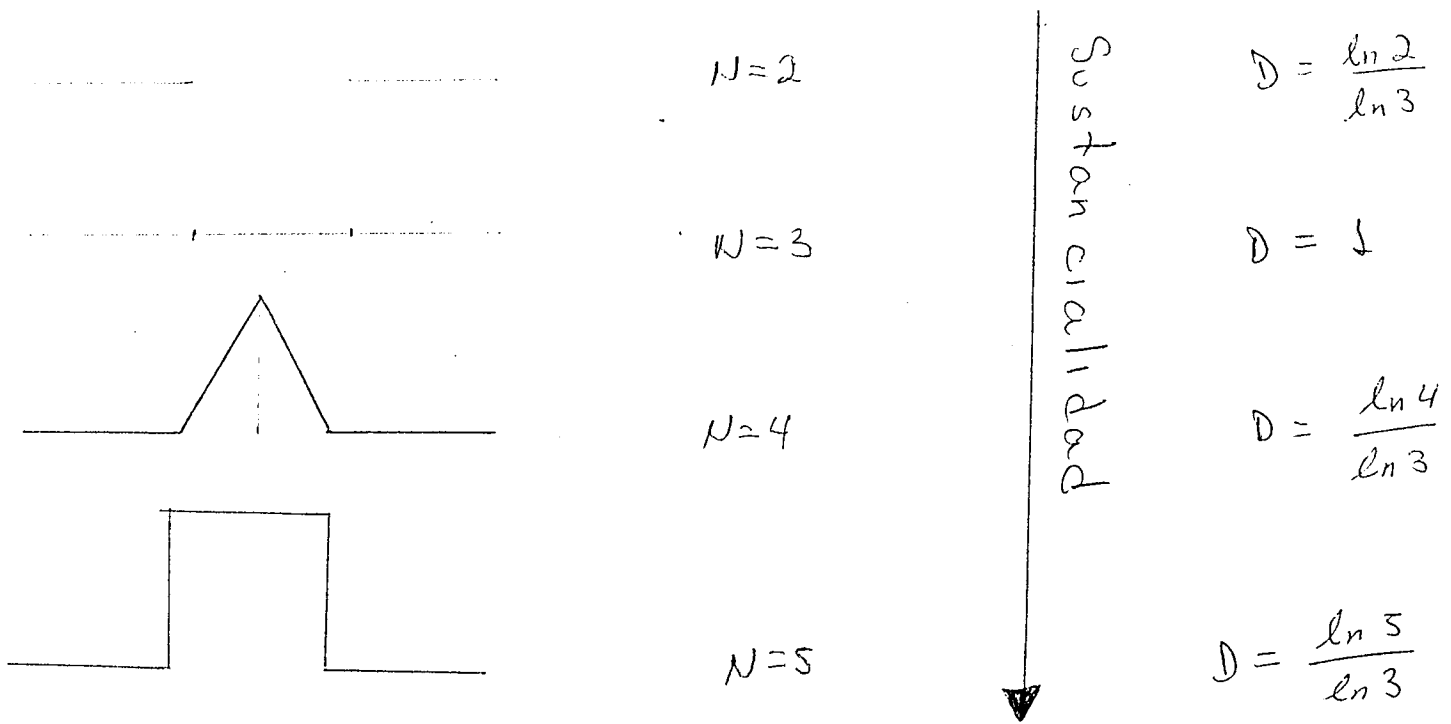 N=2
D = ln 2 / ln 3
N=3
D = 1
N=4
D = ln 4 / ln 3
N=5
D = ln 5 / ln 3
Sustancialidad